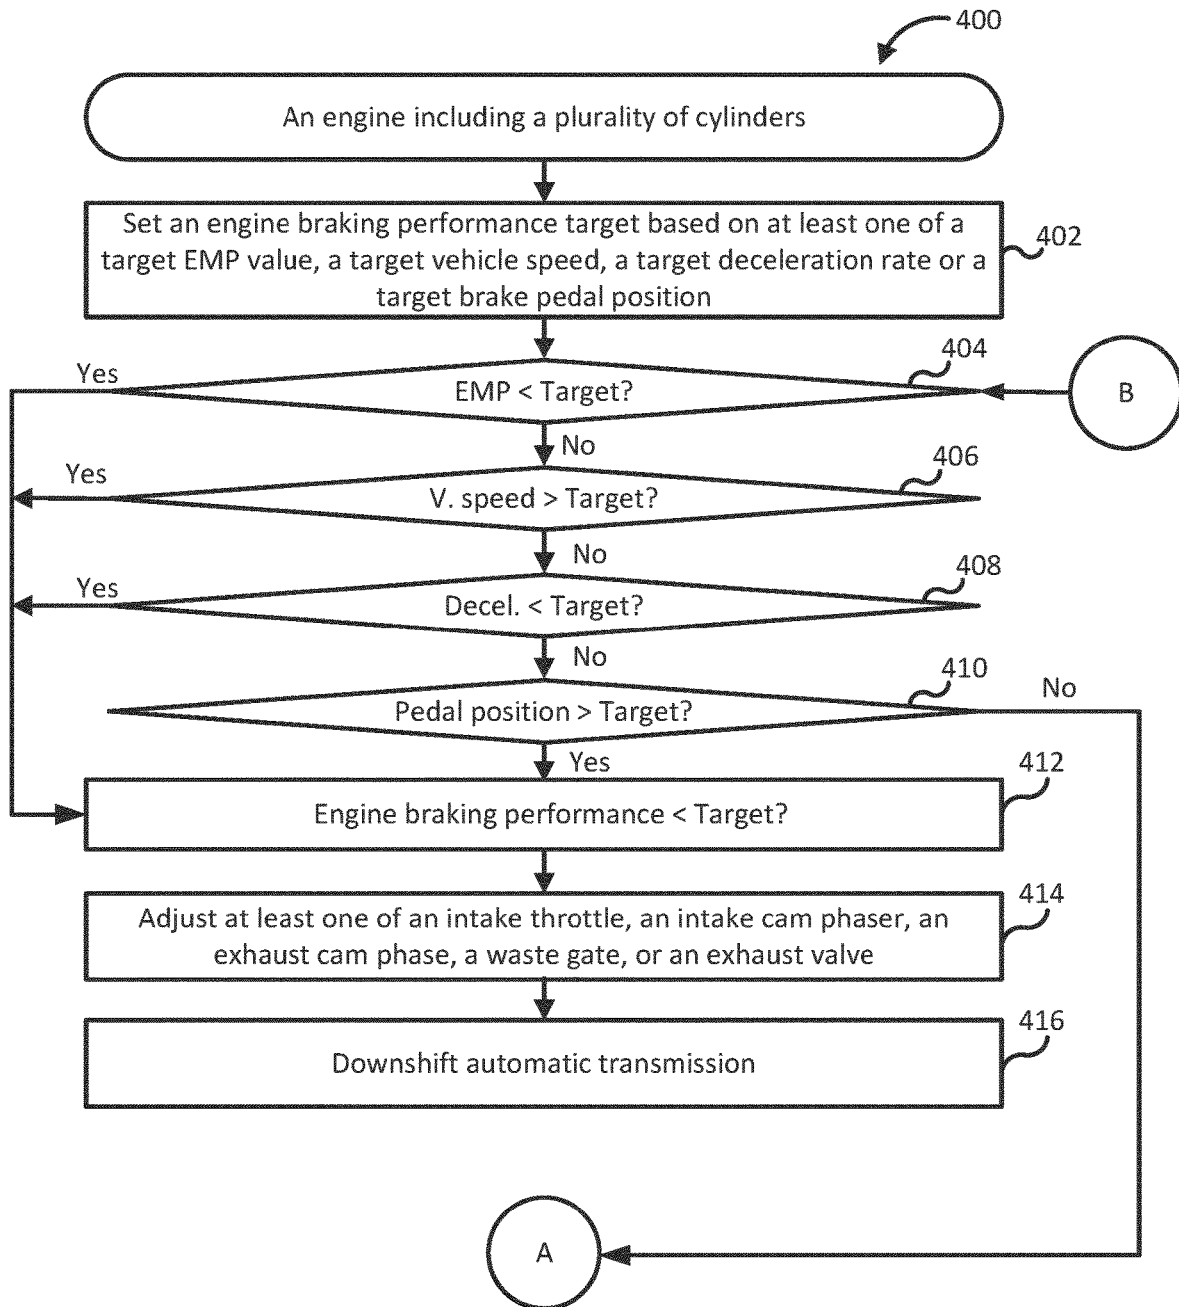 400
An engine including a plurality of cylinders
Set an engine braking performance target based on at least one of a
target EMP value, a target vehicle speed, a target deceleration rate or a
target brake pedal position
402
Yes
EMP < Target?
404
B
No
Yes
V. speed > Target?
406
No
Yes
Decel. < Target?
408
No
Pedal position > Target?
410
No
Yes
Engine braking performance < Target?
412
Adjust at least one of an intake throttle, an intake cam phaser, an
exhaust cam phase, a waste gate, or an exhaust valve
414
Downshift automatic transmission
416
A